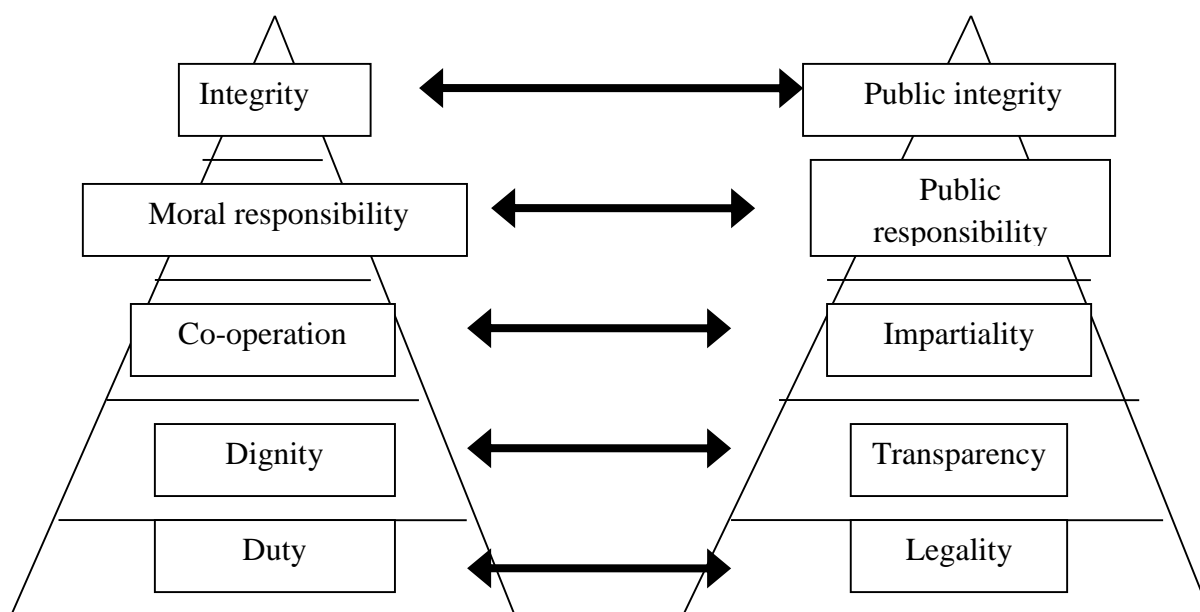 Integrity
Public integrity
Moral responsibility
Public
responsibility
Co-operation
Impartiality
Dignity
Transparency
Duty
Legality